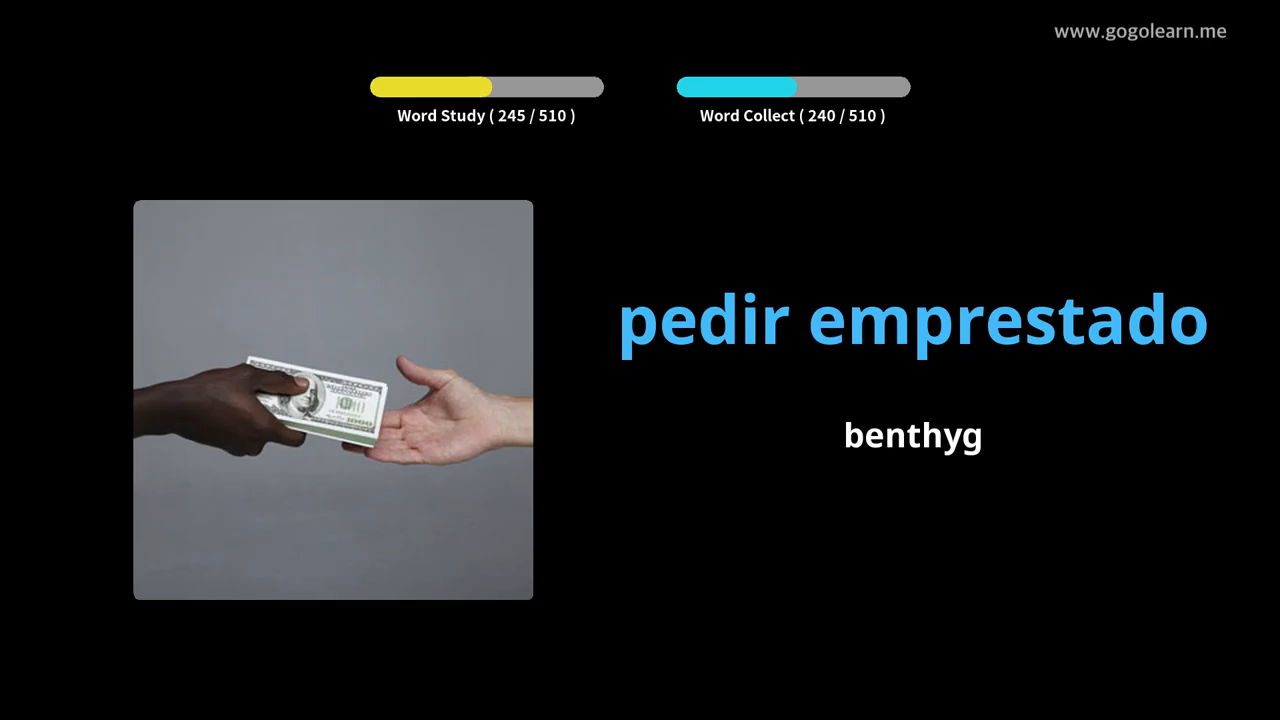 www.gogolearn.me
Word Study ( 245 / 510 )
Word Collect ( 240 / 510 )
pedir emprestado
benthyg